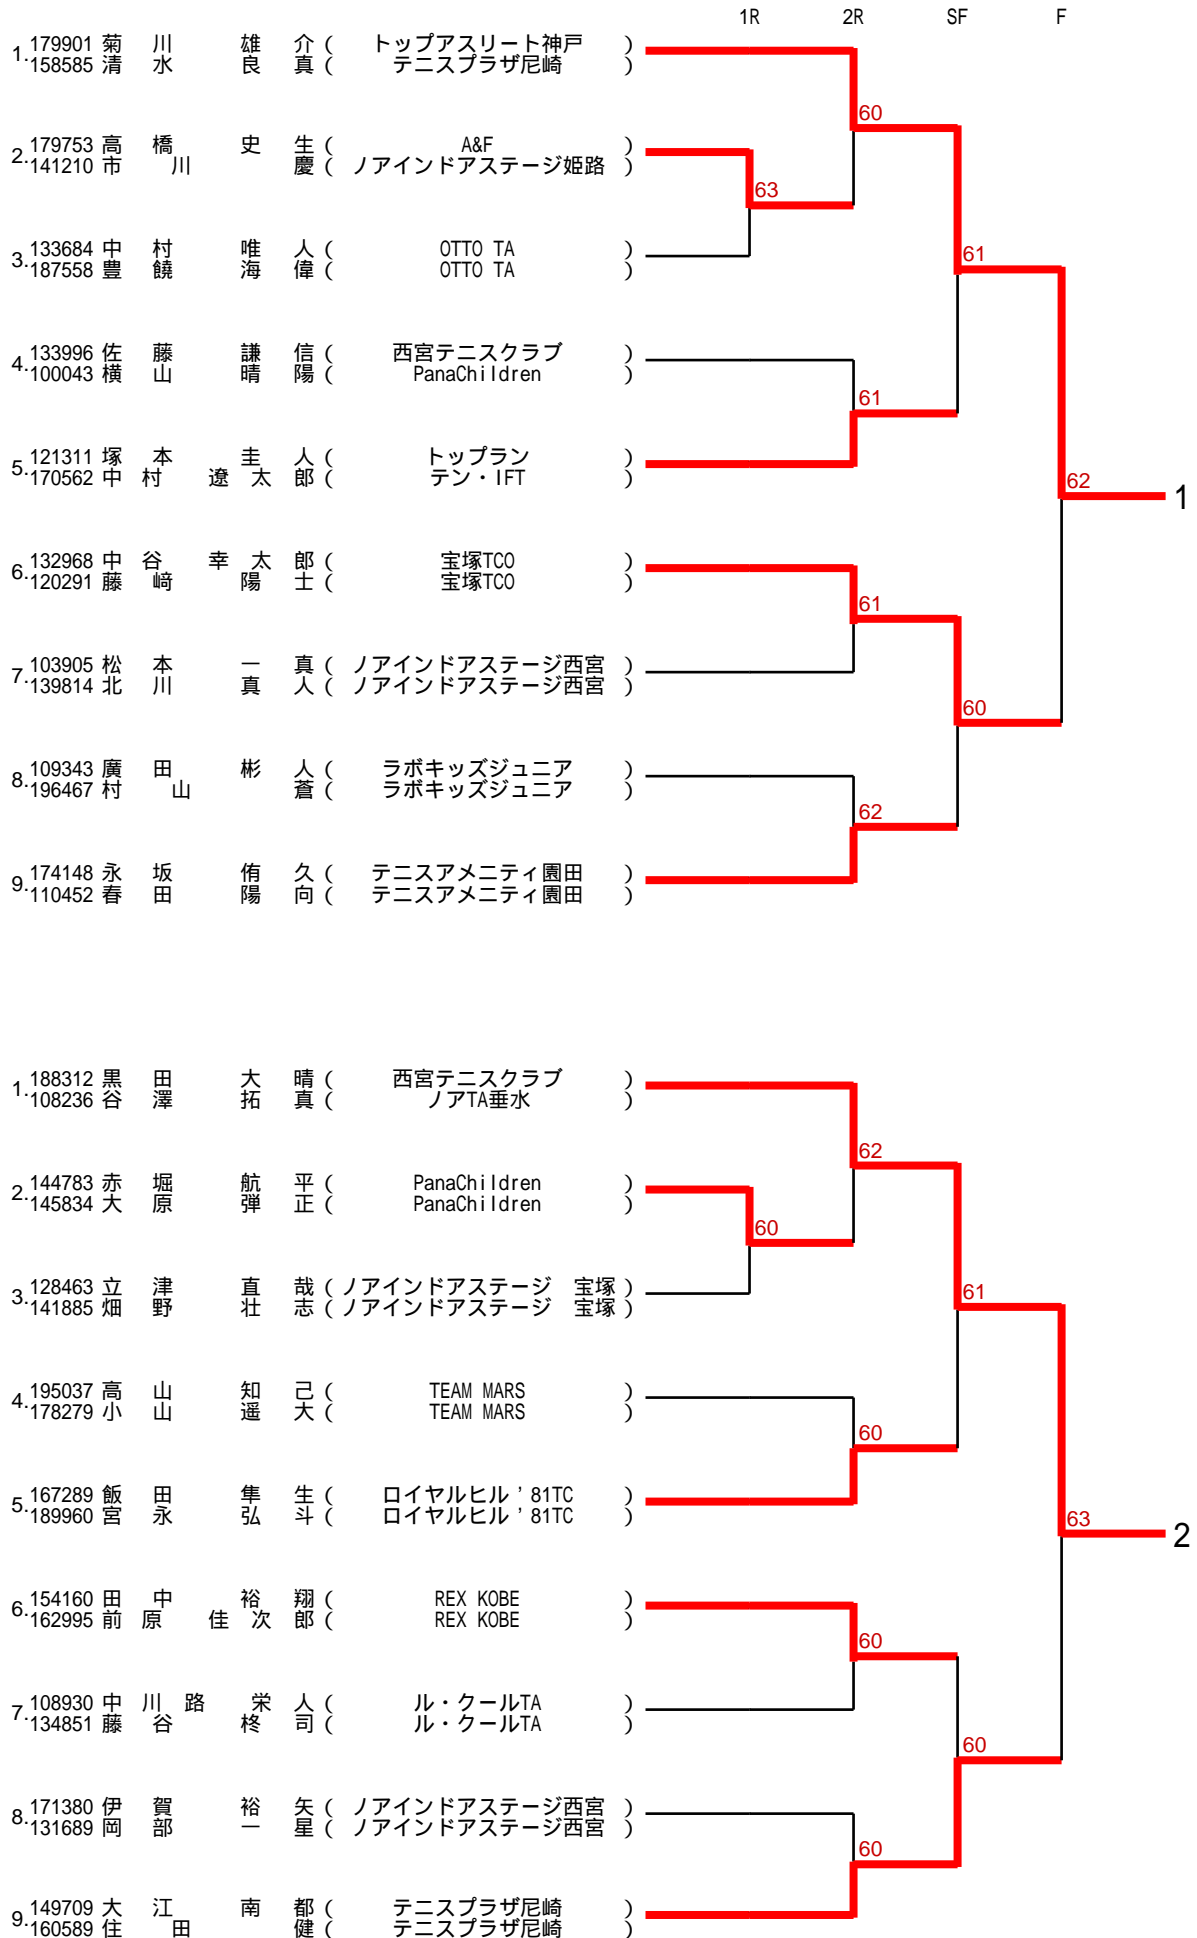 1R 2R SF F
1. 179901 菊 川 雄 介 ( トップアスリート神戸 )
158585 清 水 良 真 ( テニスプラザ尼崎 )
60
2. 179753 高 橋 史 生 ( A&F )
141210 市 川 慶 ( ノアインドアステージ姫路 )
63
3. 133684 中 村 唯 人 ( OTTO TA )
187558 豊 饒 海 偉 ( OTTO TA )
61
4. 133996 佐 藤 謙 信 ( 西宮テニスクラブ )
100043 横 山 晴 陽 ( PanaChildren )
61
5. 121311 塚 本 圭 人 ( トップラン )
170562 中 村 遼 太 郎 ( テン・IFT )
62 1
6. 132968 中 谷 幸 太 郎 ( 宝塚TCO )
120291 藤 﨑 陽 士 ( 宝塚TCO )
61
7. 103905 松 本 一 真 ( ノアインドアステージ西宮 )
139814 北 川 真 人 ( ノアインドアステージ西宮 )
60
8. 109343 廣 田 彬 人 ( ラボキッズジュニア )
196467 村 山 蒼 ( ラボキッズジュニア )
62
9. 174148 永 坂 侑 久 ( テニスアメニティ園田 )
110452 春 田 陽 向 ( テニスアメニティ園田 )
1. 188312 黒 田 大 晴 ( 西宮テニスクラブ )
108236 谷 澤 拓 真 ( ノアTA垂水 )
62
2. 144783 赤 堀 航 平 ( PanaChildren )
145834 大 原 弾 正 ( PanaChildren )
60
3. 128463 立 津 直 哉 ( ノアインドアステージ 宝塚 )
141885 畑 野 壮 志 ( ノアインドアステージ 宝塚 )
61
4. 195037 高 山 知 己 ( TEAM MARS )
178279 小 山 遥 大 ( TEAM MARS )
60
5. 167289 飯 田 隼 生 ( ロイヤルヒル'81TC )
189960 宮 永 弘 斗 ( ロイヤルヒル'81TC )
63 2
6. 154160 田 中 裕 翔 ( REX KOBE )
162995 前 原 佳 次 郎 ( REX KOBE )
60
7. 108930 中 川 路 栄 人 ( ル・クールTA )
134851 藤 谷 柊 司 ( ル・クールTA )
60
8. 171380 伊 賀 裕 矢 ( ノアインドアステージ西宮 )
131689 岡 部 一 星 ( ノアインドアステージ西宮 )
60
9. 149709 大 江 南 都 ( テニスプラザ尼崎 )
160589 住 田 健 ( テニスプラザ尼崎 )